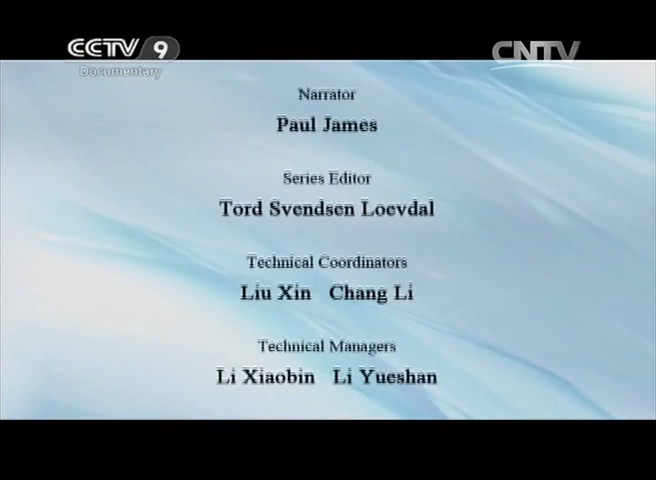 CCTV 9
Documentary
CNTV
Narrator
Paul James
Series Editor
Tord Svendsen Loevdal
Technical Coordinators
Liu Xin Chang Li
Technical Managers
Li Xiaobin Li Yueshan